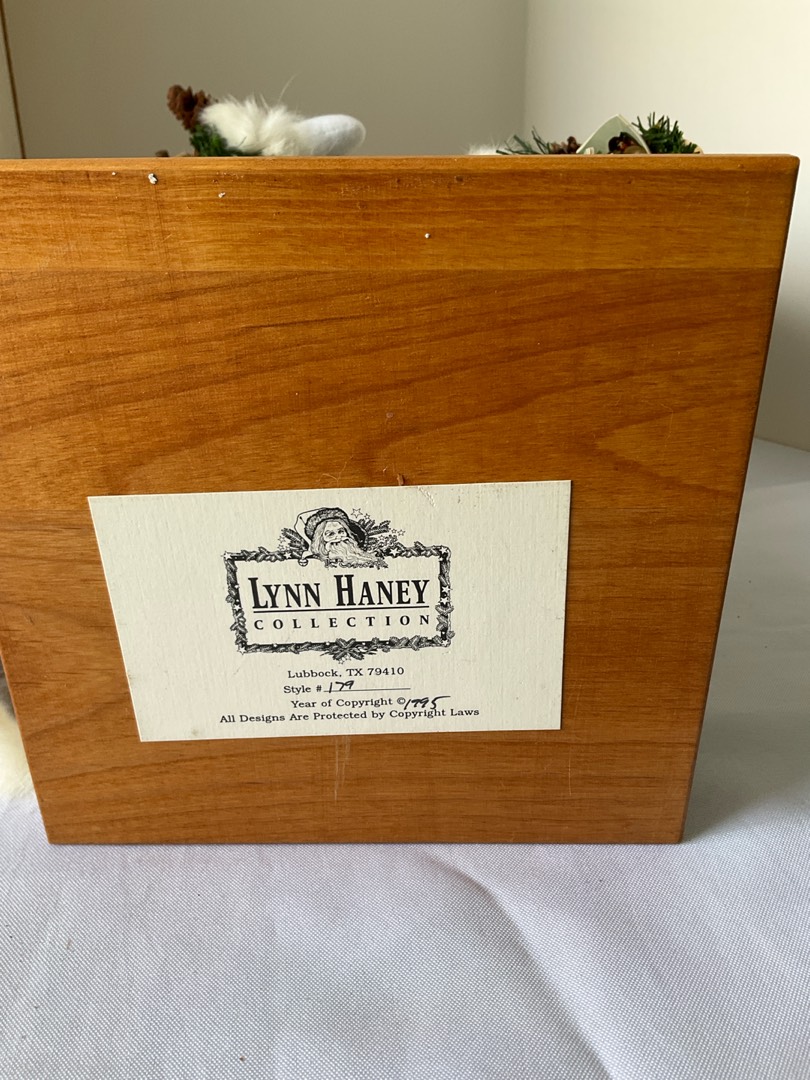 LYNN HANEY
COLLECTION
Lubbock, TX 79410
Style # 179
Year of Copyright © 1995
All Designs Are Protected by Copyright Laws